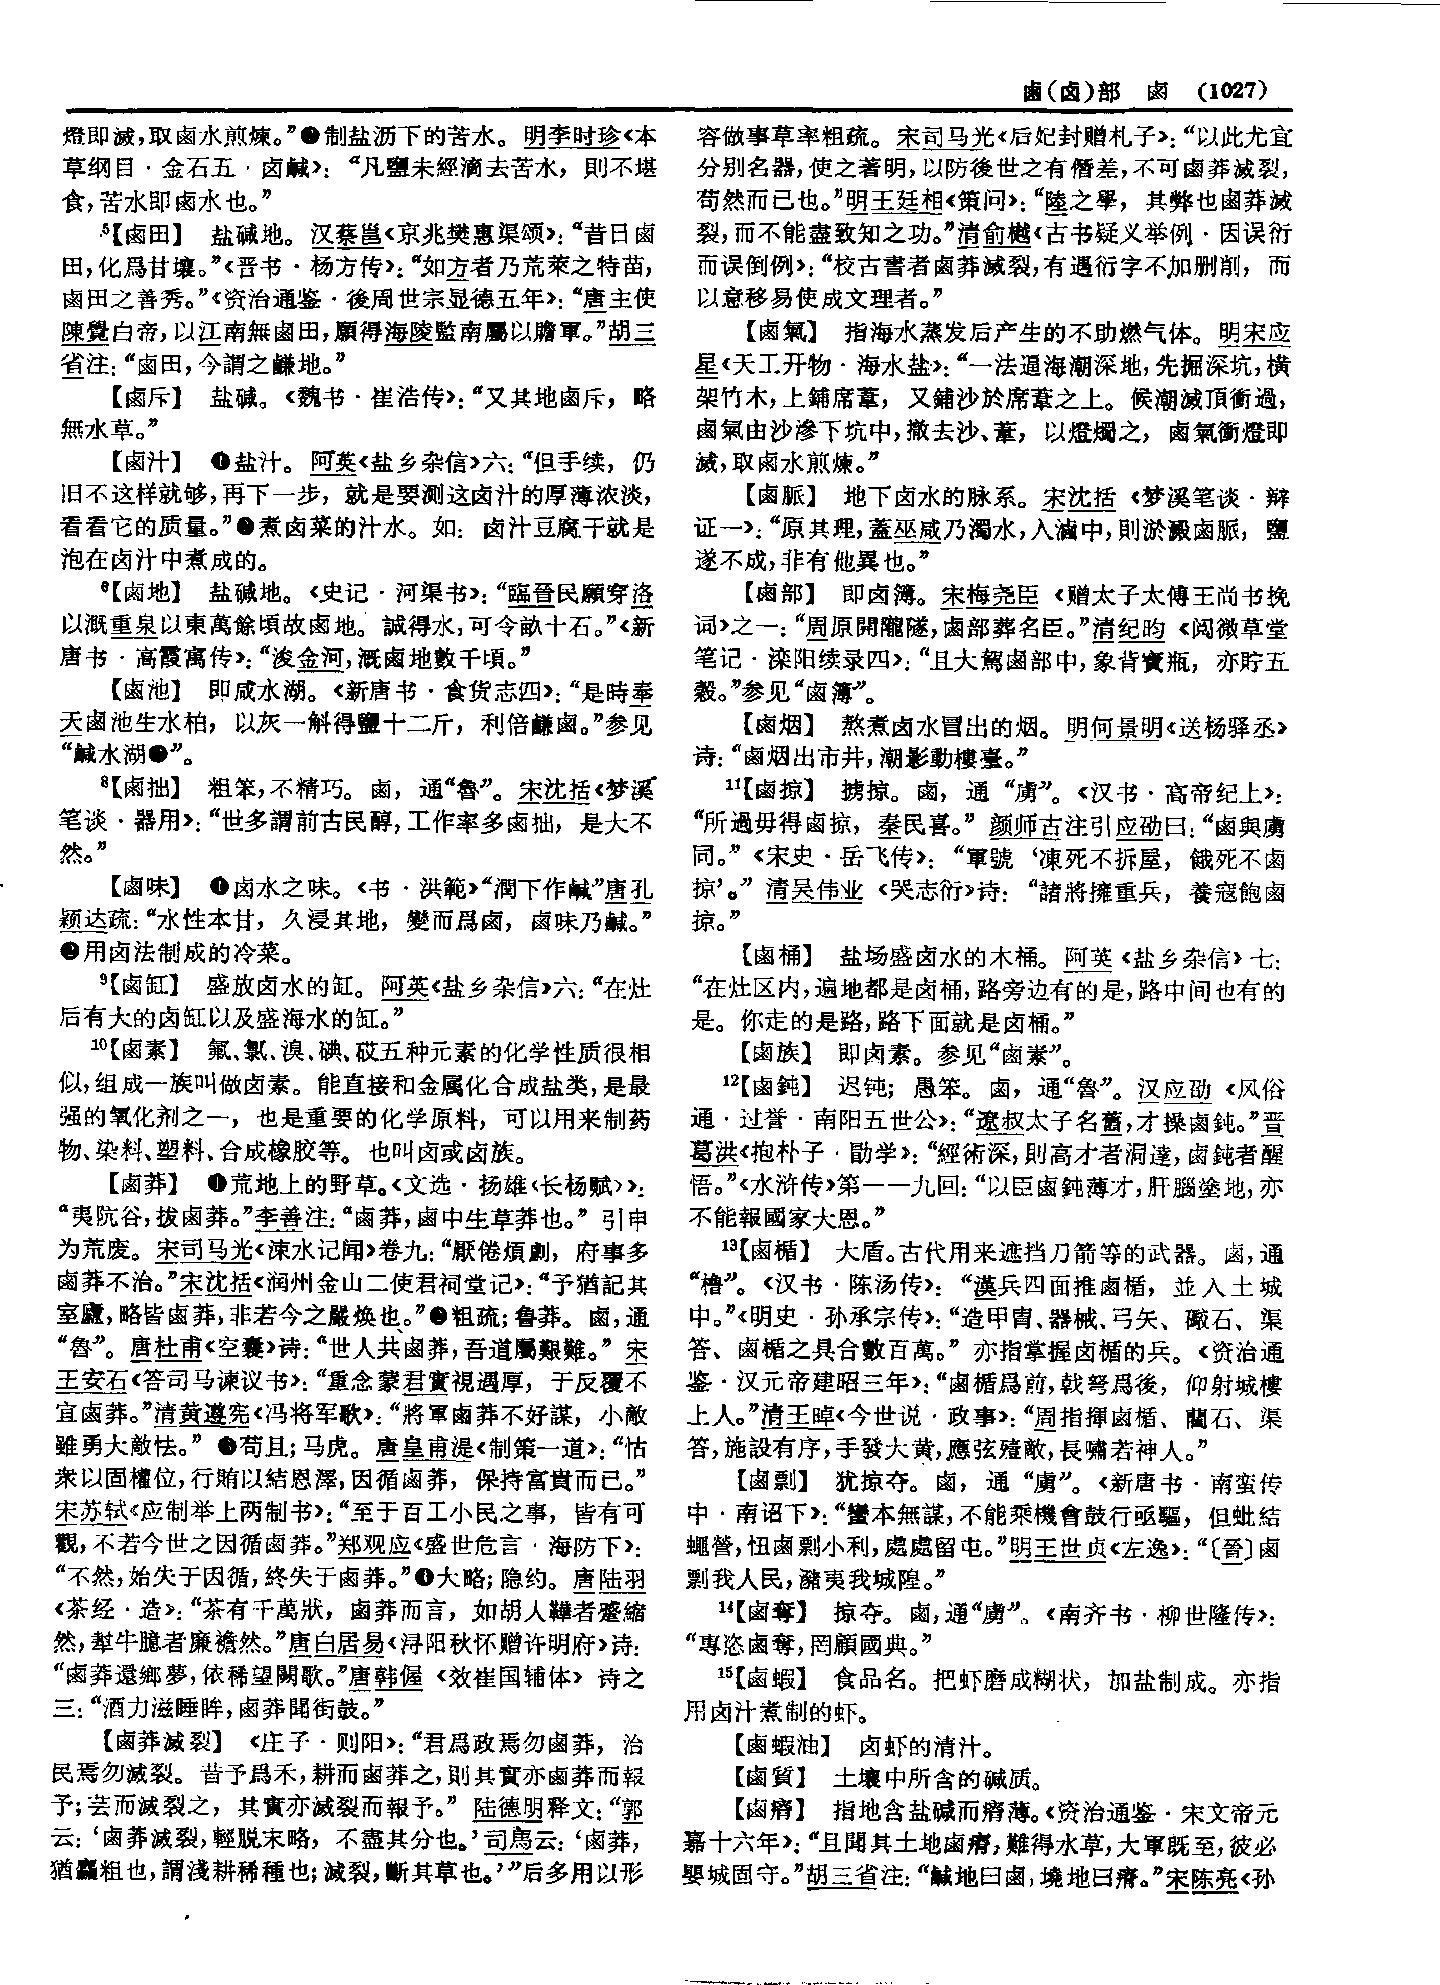 鹵(卤)部 鹵 (1027)
燈即滅,取鹵水煎煉。”❷制盐沥下的苦水。明李时珍《本
草纲目·金石五·卤鹹》：“凡鹽未經滴去苦水，則不堪
食,苦水即鹵水也。”
⁵【鹵田】 盐碱地。汉蔡邕《京兆樊惠渠颂》：“昔日鹵
田,化爲甘壤。”《晋书·杨方传》：“如方者乃荒萊之特苗,
鹵田之善秀。”《资治通鉴·後周世宗显德五年》：“唐主使
陳覺白帝,以江南無鹵田,願得海陵監南屬以贍軍。”胡三
省注：“鹵田,今謂之鹻地。”
【鹵斥】 盐碱。《魏书·崔浩传》：“又其地鹵斥，略
無水草。”
【鹵汁】 ❶盐汁。阿英《盐乡杂信》六：“但手续，仍
旧不这样就够,再下一步，就是要测这卤汁的厚薄浓淡,
看看它的质量。”❷煮卤菜的汁水。如：卤汁豆腐干就是
泡在卤汁中煮成的。
⁶【鹵地】 盐碱地。《史记·河渠书》：“臨晉民願穿洛
以溉重泉以東萬餘頃故鹵地。誠得水,可令畝十石。”《新
唐书·高霞寓传》：“浚金河,溉鹵地數千頃。”
【鹵池】 即咸水湖。《新唐书·食货志四》：“是時奉
天鹵池生水柏，以灰一斛得鹽十二斤，利倍鹻鹵。”参见
“鹹水湖❷”。
⁸【鹵拙】 粗笨,不精巧。鹵，通“魯”。宋沈括《梦溪
笔谈·器用》：“世多謂前古民醇,工作率多鹵拙，是大不
然。”
【鹵味】 ❶卤水之味。《书·洪範》“潤下作鹹”唐孔
颖达疏：“水性本甘，久浸其地，變而爲鹵，鹵味乃鹹。”
❷用卤法制成的冷菜。
⁹【鹵缸】 盛放卤水的缸。阿英《盐乡杂信》六：“在灶
后有大的卤缸以及盛海水的缸。”
¹⁰【鹵素】 氟、氯、溴、碘、砹五种元素的化学性质很相
似,组成一族叫做卤素。能直接和金属化合成盐类,是最
强的氧化剂之一，也是重要的化学原料，可以用来制药
物、染料、塑料、合成橡胶等。也叫卤或卤族。
【鹵莽】 ❶荒地上的野草。《文选·扬雄〈长杨赋〉》：
“夷阬谷,拔鹵莽。”李善注：“鹵莽,鹵中生草莽也。”引申
为荒废。宋司马光《涑水记闻》卷九：“厭倦煩劇，府事多
鹵莽不治。”宋沈括《润州金山二使君祠堂记》：“予猶記其
室廬,略皆鹵莽,非若今之嚴焕也。”❷粗疏；鲁莽。鹵,通
“魯”。唐杜甫《空囊》诗：“世人共鹵莽,吾道屬艱難。”宋
王安石《答司马谏议书》：“重念蒙君實視遇厚，于反覆不
宜鹵莽。”清黄遵宪《冯将军歌》：“將軍鹵莽不好謀，小敵
雖勇大敵怯。”❸苟且；马虎。唐皇甫湜《制策一道》：“怙
衆以固權位,行賄以結恩澤,因循鹵莽，保持富貴而已。”
宋苏轼《应制举上两制书》：“至于百工小民之事，皆有可
觀,不若今世之因循鹵莽。”郑观应《盛世危言·海防下》：
“不然,始失于因循,終失于鹵莽。”❹大略；隐约。唐陆羽
《茶经·造》：“茶有千萬狀，鹵莽而言，如胡人鞾者蹙縮
然,犎牛臆者廉襜然。”唐白居易《浔阳秋怀赠许明府》诗：
“鹵莽還鄉夢,依稀望闕歌。”唐韩偓《效崔国辅体》诗之
三：“酒力滋睡眸,鹵莽聞街鼓。”
【鹵莽滅裂】 《庄子·则阳》：“君爲政焉勿鹵莽，治
民焉勿滅裂。昔予爲禾,耕而鹵莽之,則其實亦鹵莽而報
予；芸而滅裂之，其實亦滅裂而報予。”陆德明释文：“郭
云：‘鹵莽滅裂,輕脱末略，不盡其分也。’司馬云：‘鹵莽,
猶麤粗也,謂淺耕稀種也；滅裂,斷其草也。’”后多用以形
容做事草率粗疏。宋司马光《后妃封赠札子》：“以此尤宜
分别名器,使之著明,以防後世之有僭差,不可鹵莽滅裂,
苟然而已也。”明王廷相《策问》：“陸之學，其弊也鹵莽滅
裂,而不能盡致知之功。”清俞樾《古书疑义举例·因误衍
而误倒例》：“校古書者鹵莽滅裂,有遇衍字不加删削，而
以意移易使成文理者。”
【鹵氣】 指海水蒸发后产生的不助燃气体。明宋应
星《天工开物·海水盐》：“一法逼海潮深地,先掘深坑,橫
架竹木,上鋪席葦，又鋪沙於席葦之上。候潮滅頂衝過,
鹵氣由沙滲下坑中,撤去沙、葦，以燈燭之，鹵氣衝燈即
滅,取鹵水煎煉。”
【鹵脈】 地下卤水的脉系。宋沈括《梦溪笔谈·辩
证一》：“原其理,蓋巫咸乃濁水,入滷中,則淤澱鹵脈，鹽
遂不成,非有他異也。”
【鹵部】 即卤簿。宋梅尧臣《赠太子太傅王尚书挽
词》之一：“周原開隴隧,鹵部葬名臣。”清纪昀《阅微草堂
笔记·滦阳续录四》：“且大駕鹵部中,象背寶瓶，亦貯五
穀。”参见“鹵簿”。
【鹵烟】 熬煮卤水冒出的烟。明何景明《送杨驿丞》
诗：“鹵烟出市井,潮影動樓臺。”
¹¹【鹵掠】 掳掠。鹵，通“虜”。《汉书·高帝纪上》：
“所過毋得鹵掠，秦民喜。”颜师古注引应劭曰：“鹵與虜
同。”《宋史·岳飞传》：“軍號‘凍死不拆屋，餓死不鹵
掠’。”清吴伟业《哭志衍》诗：“諸將擁重兵，養寇飽鹵
掠。”
【鹵桶】 盐场盛卤水的木桶。阿英《盐乡杂信》七：
“在灶区内,遍地都是卤桶,路旁边有的是,路中间也有的
是。你走的是路,路下面就是卤桶。”
【鹵族】 即卤素。参见“鹵素”。
¹²【鹵鈍】 迟钝；愚笨。鹵，通“魯”。汉应劭《风俗
通·过誉·南阳五世公》：“遼叔太子名舊,才操鹵鈍。”晋
葛洪《抱朴子·勖学》：“經術深,則高才者洞達,鹵鈍者醒
悟。”《水浒传》第一一九回：“以臣鹵鈍薄才,肝腦塗地,亦
不能報國家大恩。”
¹³【鹵楯】 大盾。古代用来遮挡刀箭等的武器。鹵,通
“櫓”。《汉书·陈汤传》：“漢兵四面推鹵楯，並入土城
中。”《明史·孙承宗传》：“造甲冑、器械、弓矢、礮石、渠
答、鹵楯之具合數百萬。”亦指掌握卤楯的兵。《资治通
鉴·汉元帝建昭三年》：“鹵楯爲前,戟弩爲後，仰射城樓
上人。”清王晫《今世说·政事》：“周指揮鹵楯、藺石、渠
答,施設有序,手發大黄,應弦殪敵,長嘯若神人。”
【鹵剽】 犹掠夺。鹵，通“虜”。《新唐书·南蛮传
中·南诏下》：“蠻本無謀,不能乘機會鼓行亟驅，但蚍結
蠅營,忸鹵剽小利,處處留屯。”明王世贞《左逸》：“〔晉〕鹵
剽我人民,瀦夷我城隍。”
¹⁴【鹵奪】 掠夺。鹵,通“虜”。《南齐书·柳世隆传》：
“專恣鹵奪,罔顧國典。”
¹⁵【鹵蝦】 食品名。把虾磨成糊状，加盐制成。亦指
用卤汁煮制的虾。
【鹵蝦油】 卤虾的清汁。
【鹵質】 土壤中所含的碱质。
【鹵瘠】 指地含盐碱而瘠薄。《资治通鉴·宋文帝元
嘉十六年》：“且聞其土地鹵瘠,難得水草,大軍既至,彼必
嬰城固守。”胡三省注：“鹹地曰鹵,墝地曰瘠。”宋陈亮《孙